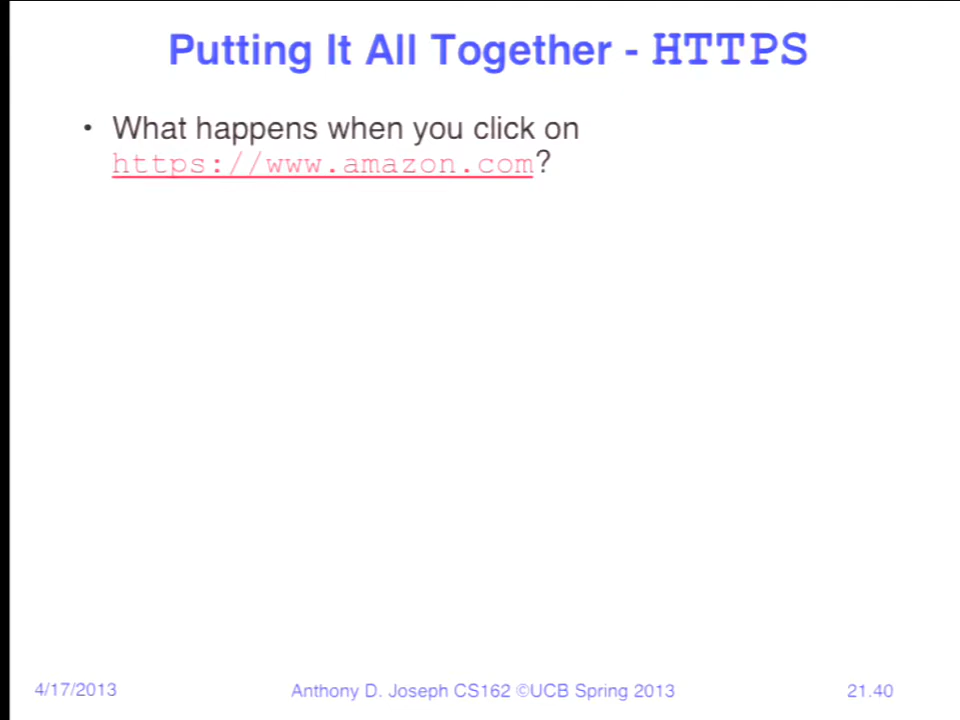 Putting It All Together - HTTPS
• What happens when you click on
https://www.amazon.com?
4/17/2013
Anthony D. Joseph CS162 ©UCB Spring 2013
21.40